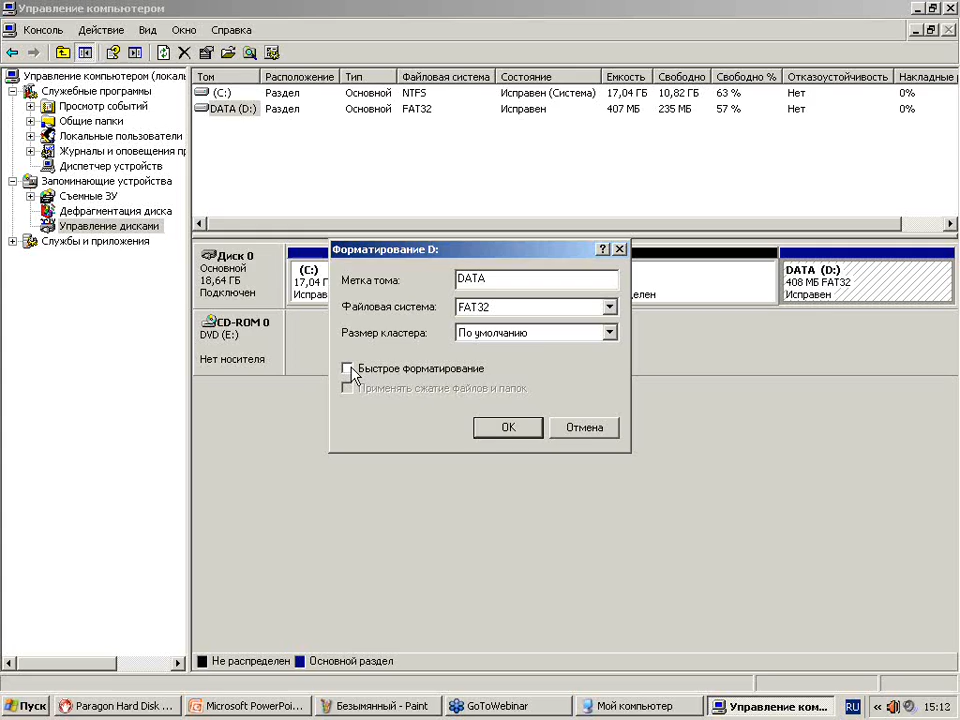 Управление компьютером
Консоль Действие Вид Окно Справка
Управление компьютером (локаль
Служебные программы
Просмотр событий
Общие папки
Локальные пользователи
Журналы и оповещения пр
Диспетчер устройств
Запоминающие устройства
Съемные ЗУ
Дефрагментация диска
Управление дисками
Службы и приложения
Том Расположение Тип Файловая система Состояние Емкость Свободно Свободно % Отказоустойчивость Накладные
(C:) Раздел Основной NTFS Исправен (Система) 17,04 ГБ 10,82 ГБ 63 % Нет 0%
DATA (D:) Раздел Основной FAT32 Исправен 407 МБ 235 МБ 57 % Нет 0%
Диск 0
Основной
18,64 ГБ
Подключен
(C:)
17,04 Г
Исправ
делен
DATA (D:)
408 МБ FAT32
Исправен
CD-ROM 0
DVD (E:)
Нет носителя
Форматирование D:
Метка тома: DATA
Файловая система: FAT32
Размер кластера: По умолчанию
Быстрое форматирование
Применять сжатие файлов и папок
OK Отмена
Не распределен Основной раздел
Пуск Paragon Hard Disk ... Microsoft PowerPoi... Безымянный - Paint GoToWebinar Мой компьютер Управление ком... RU « 15:12